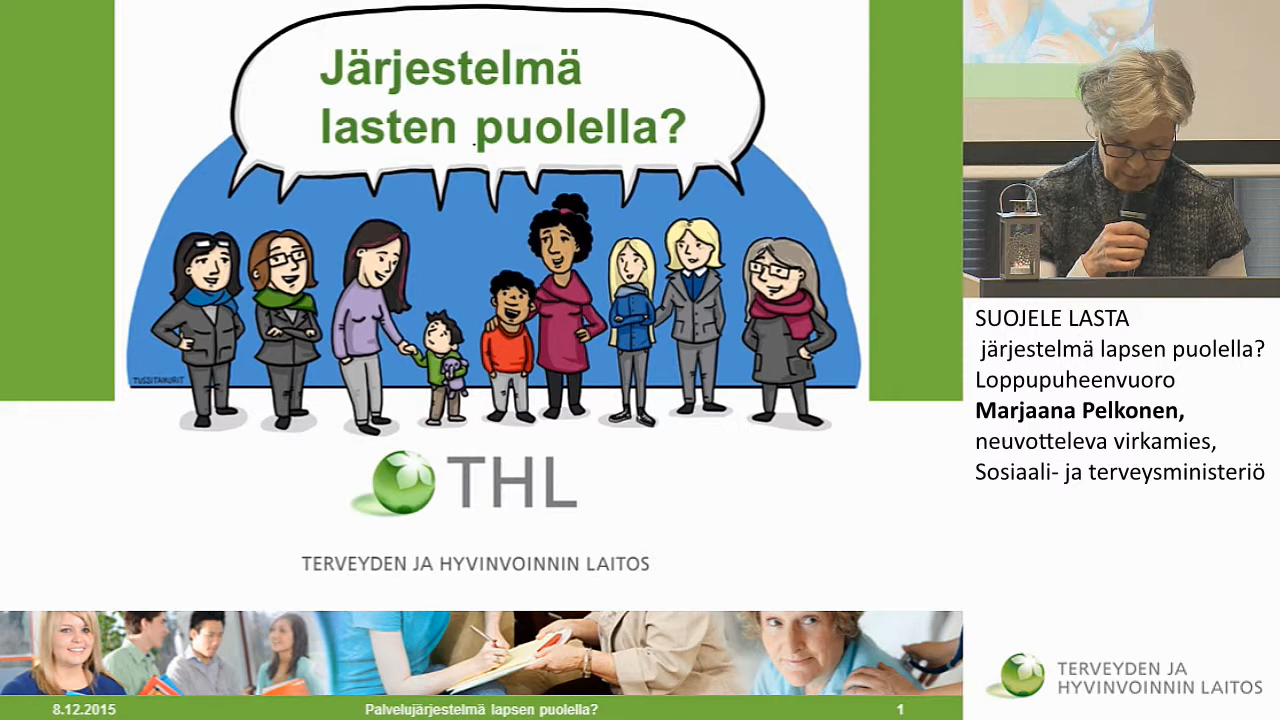 Järjestelmä
lasten puolella?
TUSSITAIKURIT
THL
TERVEYDEN JA HYVINVOINNIN LAITOS
8.12.2015
Palvelujärjestelmä lapsen puolella?
1
SUOJELE LASTA
järjestelmä lapsen puolella?
Loppupuheenvuoro
Marjaana Pelkonen,
neuvotteleva virkamies,
Sosiaali- ja terveysministeriö
TERVEYDEN JA
HYVINVOINNIN LAITOS